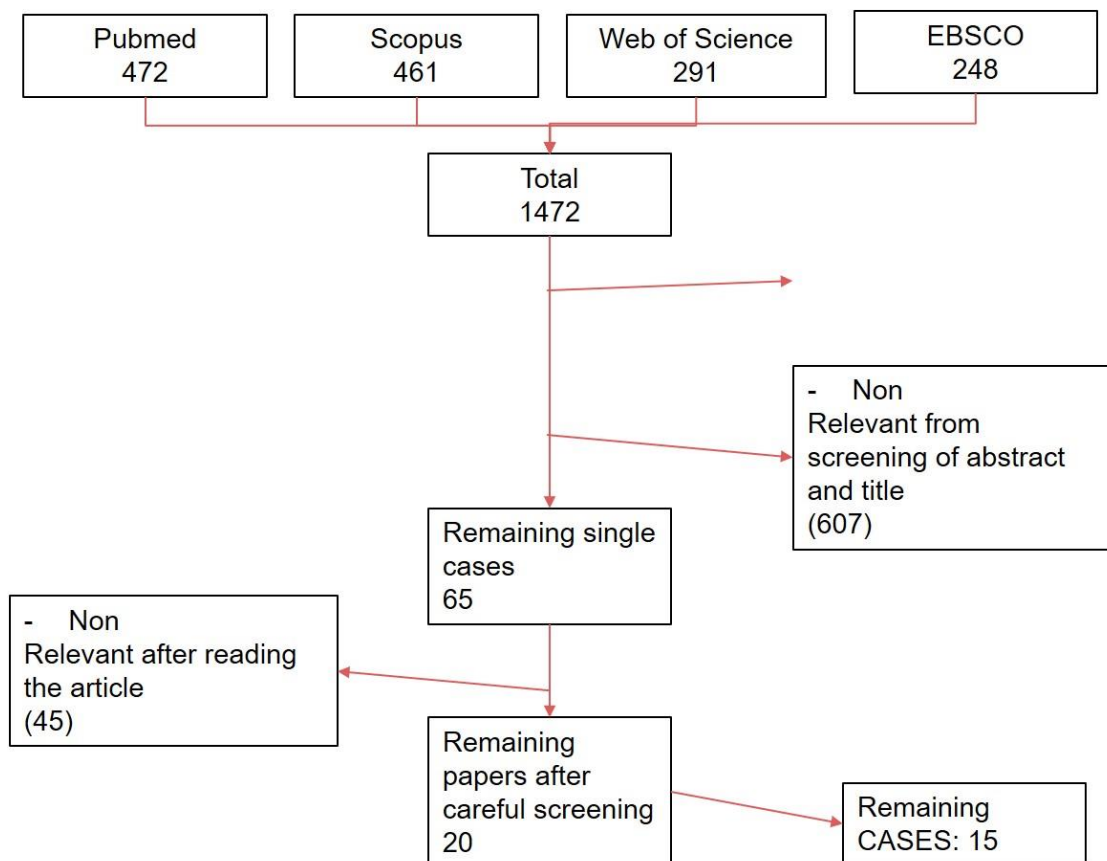 Pubmed
472
Scopus
461
Web of Science
291
EBSCO
248
Total
1472
- Non
Relevant from
screening of abstract
and title
(607)
Remaining single
cases
65
- Non
Relevant after reading
the article
(45)
Remaining
papers after
careful screening
20
Remaining
CASES: 15